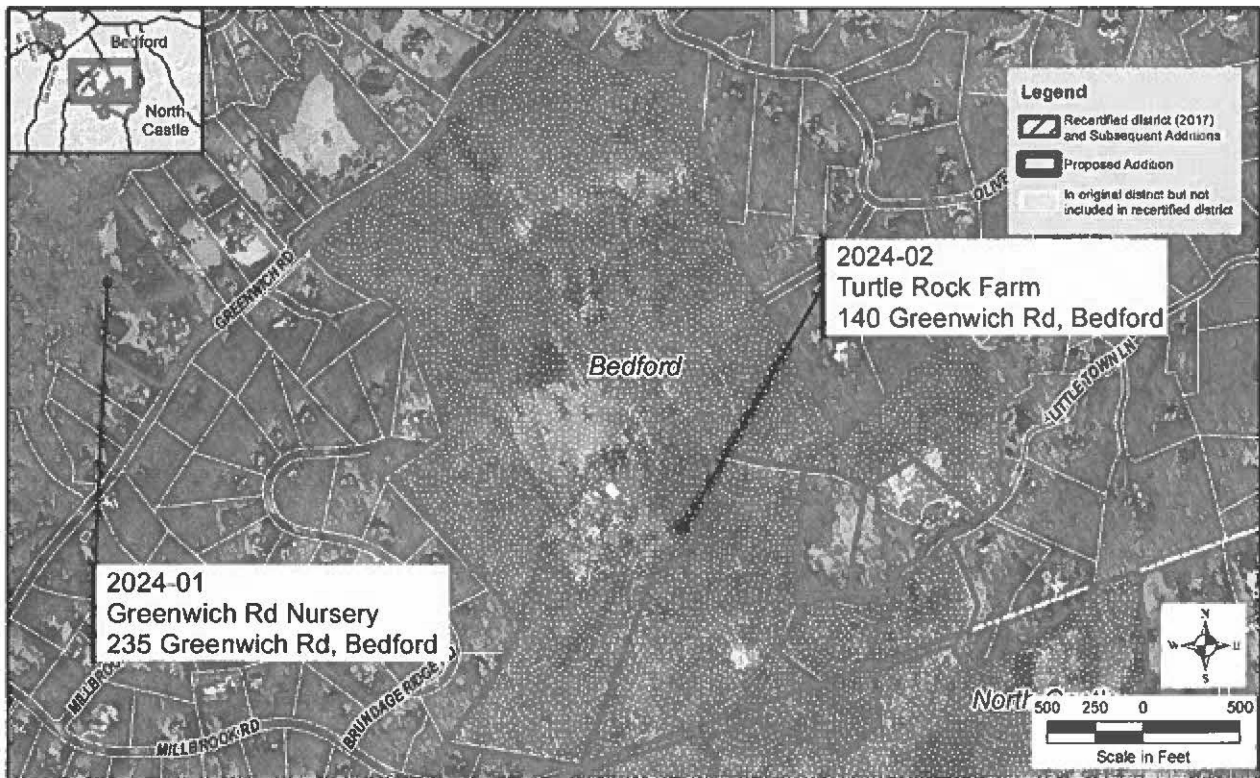 Bedford
North
Castle
Legend
Recertified district (2017)
and Subsequent Additions
Proposed Addition
In original district but not
included in recertified district
GREENWICH RD
OLIVE
2024-02
Turtle Rock Farm
140 Greenwich Rd, Bedford
Bedford
LITTLE TOWN LN
2024-01
Greenwich Rd Nursery
235 Greenwich Rd, Bedford
MILLBROOK
BRUNDAGE RIDGE RD
MILLBROOK RD
North
N
W E
S
500 250 0 500
Scale in Feet